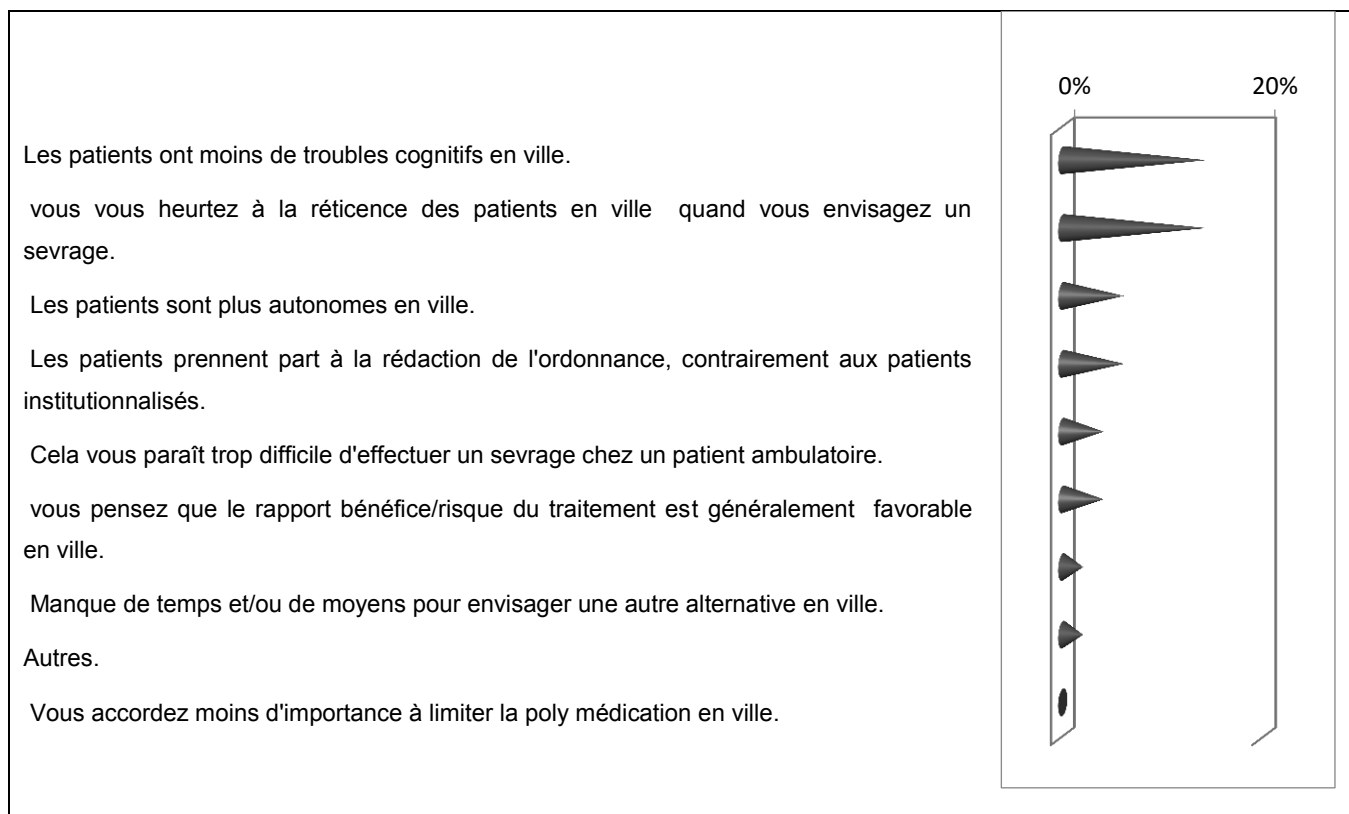 0% 20%
Les patients ont moins de troubles cognitifs en ville.
vous vous heurtez à la réticence des patients en ville quand vous envisagez un
sevrage.
Les patients sont plus autonomes en ville.
Les patients prennent part à la rédaction de l'ordonnance, contrairement aux patients
institutionnalisés.
Cela vous paraît trop difficile d'effectuer un sevrage chez un patient ambulatoire.
vous pensez que le rapport bénéfice/risque du traitement est généralement favorable
en ville.
Manque de temps et/ou de moyens pour envisager une autre alternative en ville.
Autres.
Vous accordez moins d'importance à limiter la poly médication en ville.